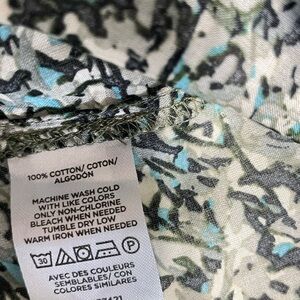 100% COTTON/ COTON/
ALGODÓN
MACHINE WASH COLD
WITH LIKE COLORS
ONLY NON-CHLORINE
BLEACH WHEN NEEDED
TUMBLE DRY LOW
WARM IRON WHEN NEEDED
30
AVEC DES COULEURS
SEMBLABLES/ CON
COLORES SIMILARES